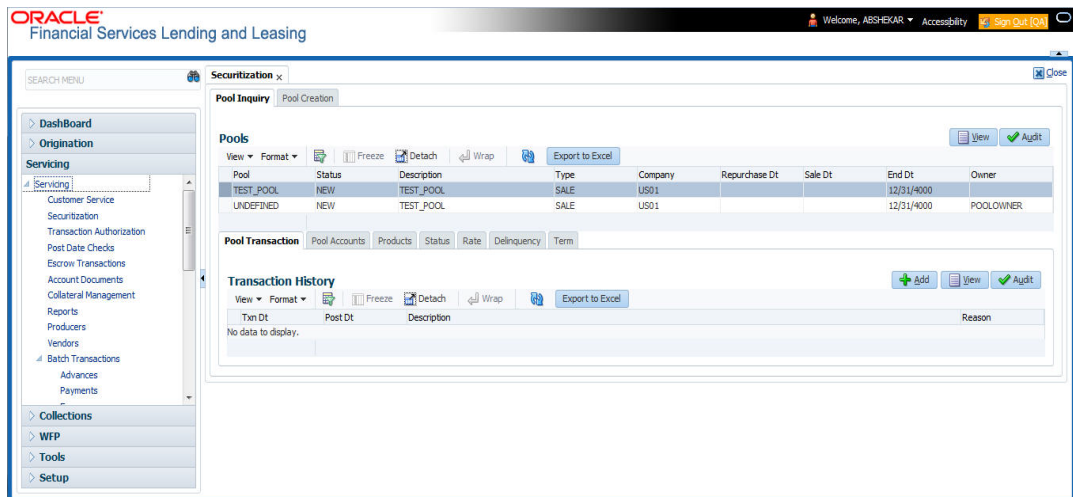 ORACLE
Financial Services Lending and Leasing
Welcome, ABSHEKAR Accessibility Sign Out [QA]
SEARCH MENU
DashBoard
Origination
Servicing
Servicing
Customer Service
Securitization
Transaction Authorization
Post Date Checks
Escrow Transactions
Account Documents
Collateral Management
Reports
Producers
Vendors
Batch Transactions
Advances
Payments
Collections
WFP
Tools
Setup
Securitization x
Close
Pool Inquiry Pool Creation
Pools
View Audit
View Format Freeze Detach Wrap Export to Excel
Pool Status Description Type Company Repurchase Dt Sale Dt End Dt Owner
TEST_POOL NEW TEST_POOL SALE US01 12/31/4000
UNDEFINED NEW TEST_POOL SALE US01 12/31/4000 POOLOWNER
Pool Transaction Pool Accounts Products Status Rate Delinquency Term
Transaction History
Add View Audit
View Format Freeze Detach Wrap Export to Excel
Txn Dt Post Dt Description Reason
No data to display.